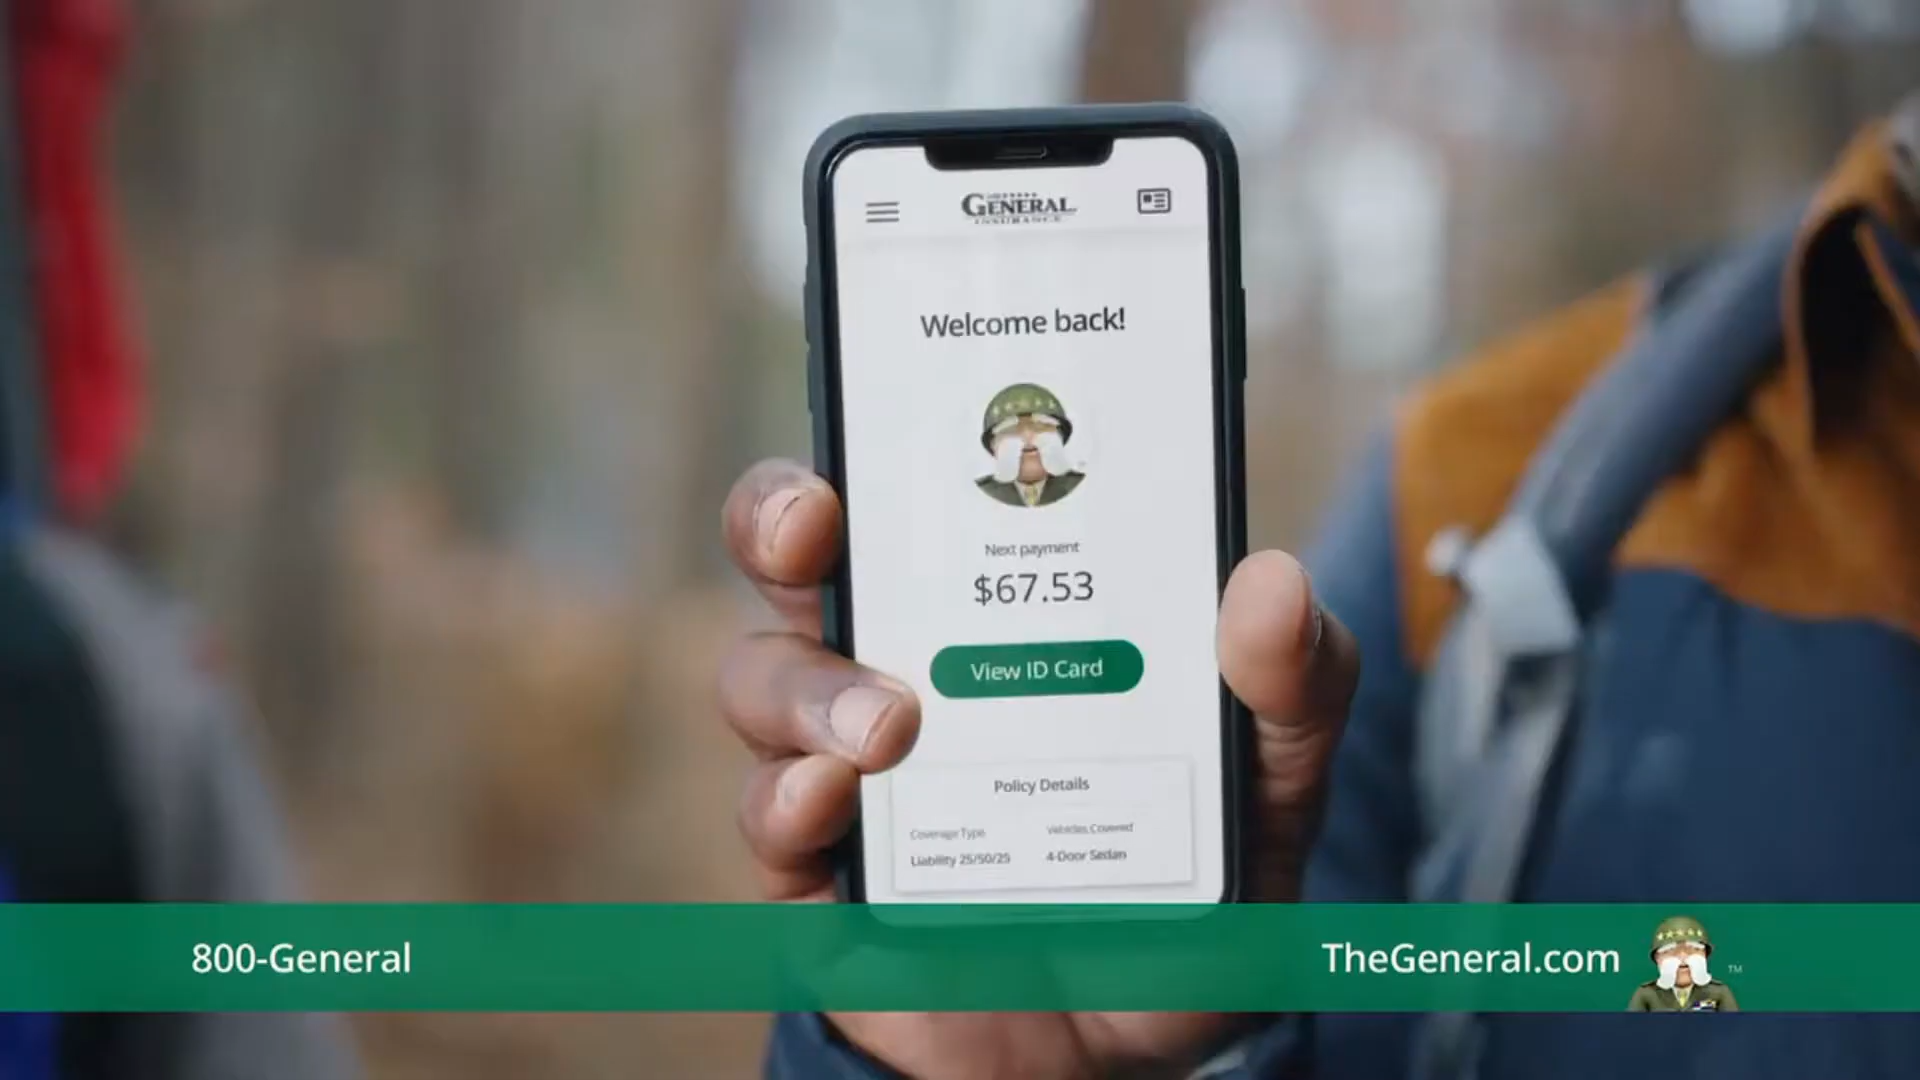 GENERAL
INSURANCE
Welcome back!
Next payment
$67.53
View ID Card
Policy Details
Coverage Type
Vehicles Covered
Liability 25/50/25
4-Door Sedan
800-General
TheGeneral.com
TM